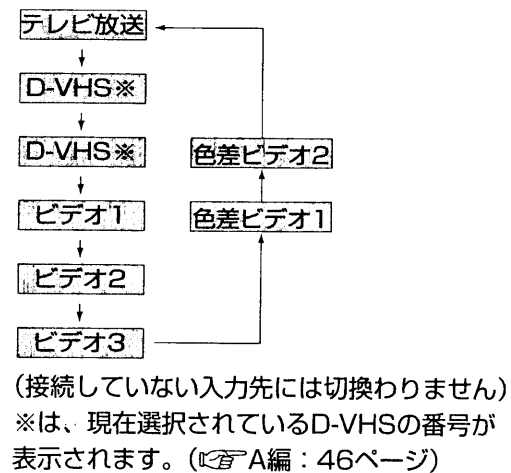 テレビ放送
D-VHS※
D-VHS※
ビデオ1
ビデオ2
ビデオ3
色差ビデオ1
色差ビデオ2
(接続していない入力先には切換わりません)
※は、現在選択されているD-VHSの番号が
表示されます。(☞A編:46ページ)